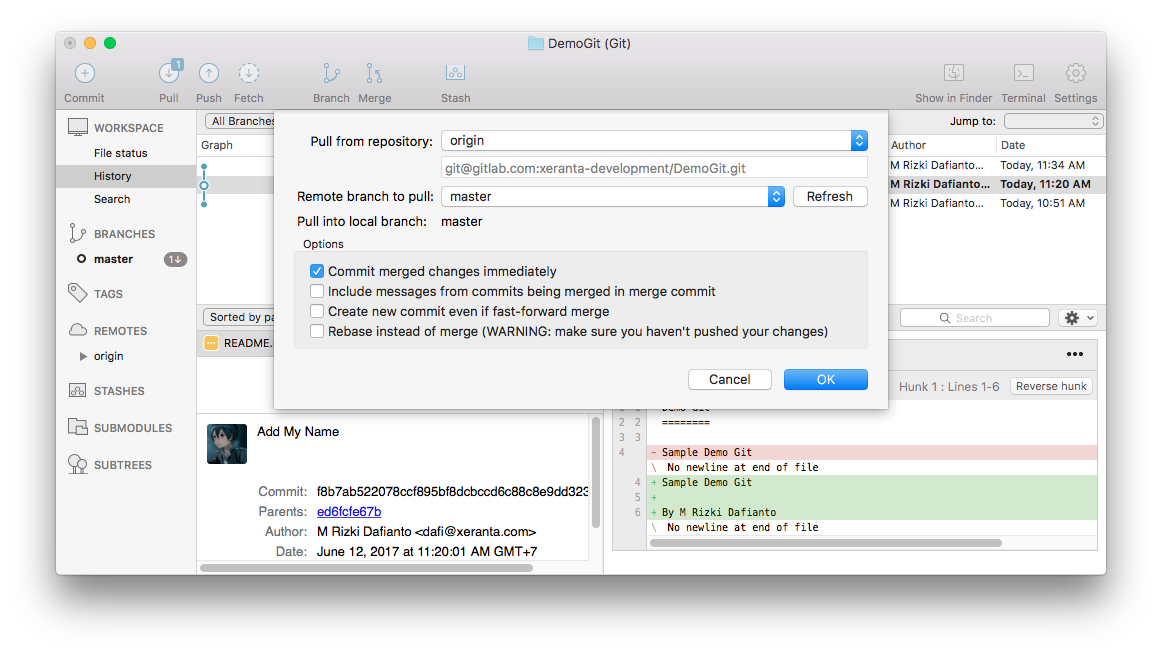 DemoGit (Git)
1
Commit Pull Push Fetch Branch Merge Stash Show in Finder Terminal Settings
WORKSPACE
File status
History
Search
BRANCHES
master 1↓
TAGS
REMOTES
origin
STASHES
SUBMODULES
SUBTREES
All Branches
Jump to:
Graph
Author Date
M Rizki Dafianto... Today, 11:34 AM
M Rizki Dafianto... Today, 11:20 AM
M Rizki Dafianto... Today, 10:51 AM
Pull from repository: origin
git@gitlab.com:xeranta-development/DemoGit.git
Remote branch to pull: master Refresh
Pull into local branch: master
Options
Commit merged changes immediately
Include messages from commits being merged in merge commit
Create new commit even if fast-forward merge
Rebase instead of merge (WARNING: make sure you haven't pushed your changes)
Cancel OK
Sorted by pa
README.
Search
Hunk 1 : Lines 1-6 Reverse hunk
Add My Name
Commit: f8b7ab522078ccf895bf8dcbccd6c88c8e9dd323
Parents: ed6fcfe67b
Author: M Rizki Dafianto <dafi@xeranta.com>
Date: June 12, 2017 at 11:20:01 AM GMT+7
1 1 Demo Git
2 2 ========
3 3
4 - Sample Demo Git
\ No newline at end of file
4 + Sample Demo Git
5 +
6 + By M Rizki Dafianto
\ No newline at end of file